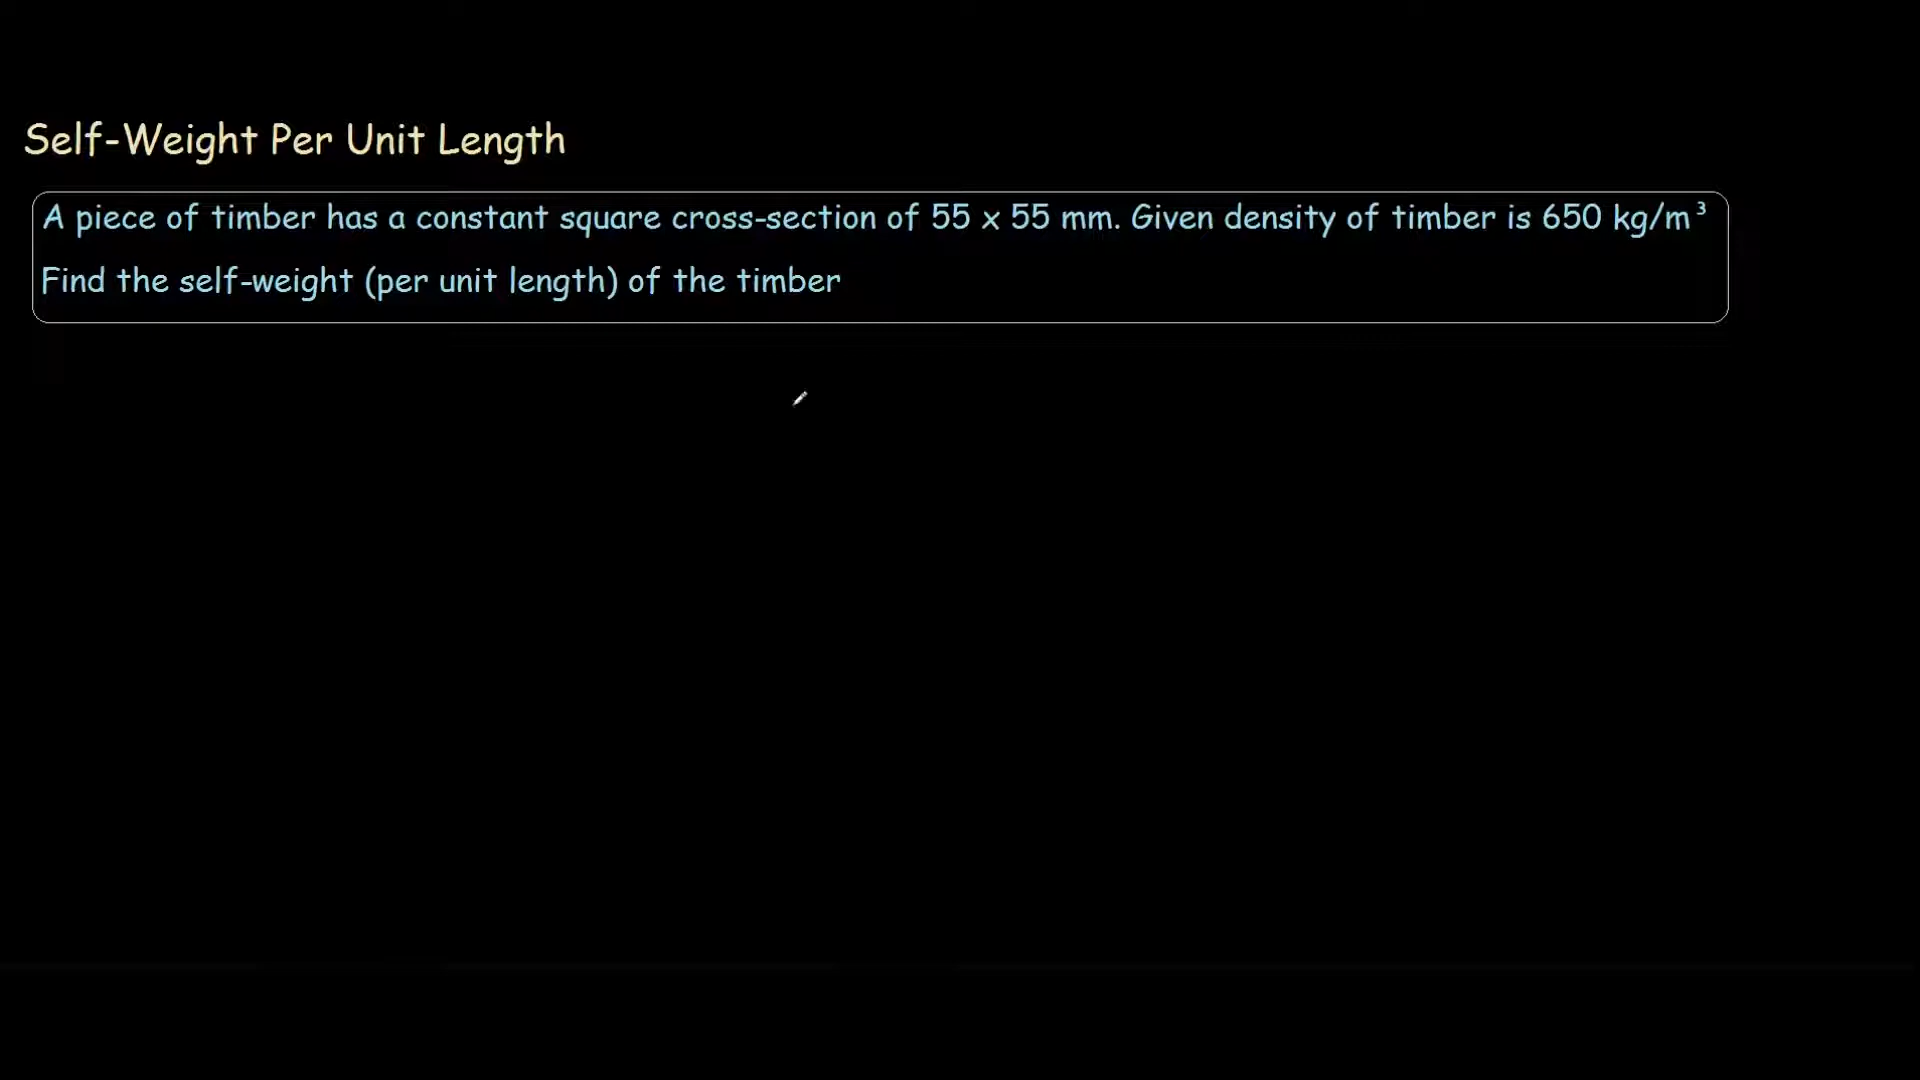 Self-Weight Per Unit Length
A piece of timber has a constant square cross-section of 55 x 55 mm. Given density of timber is 650 kg/m³
Find the self-weight (per unit length) of the timber